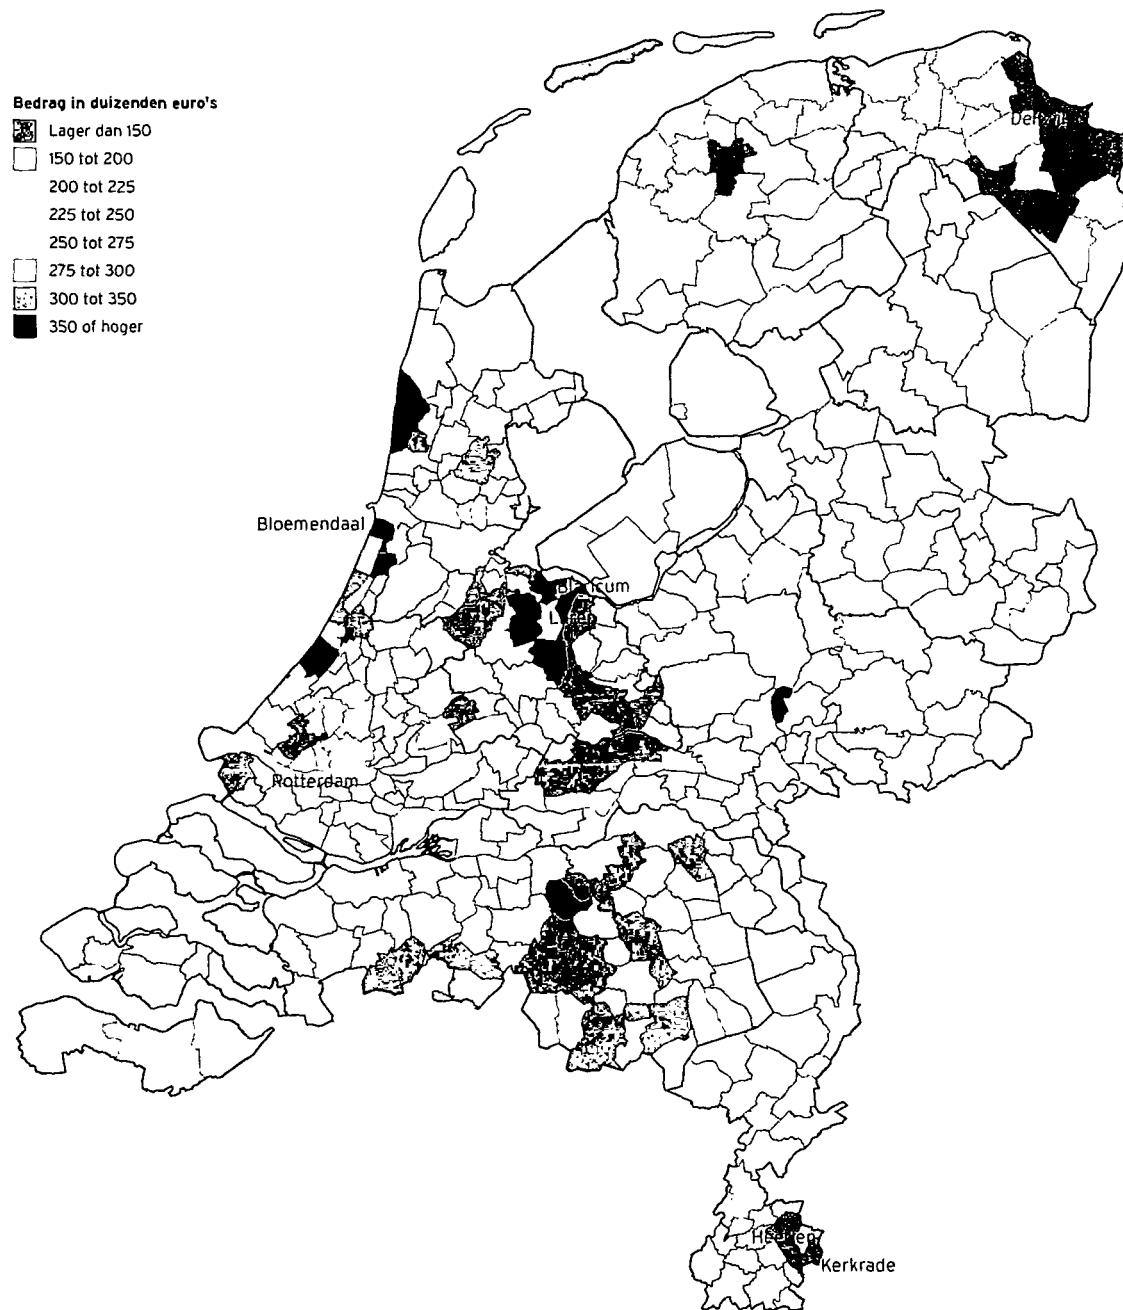 Bedrag in duizenden euro's
Lager dan 150
150 tot 200
200 tot 225
225 tot 250
250 tot 275
275 tot 300
300 tot 350
350 of hoger
Bloemendaal
Rotterdam
Heerlen
Kerkrade